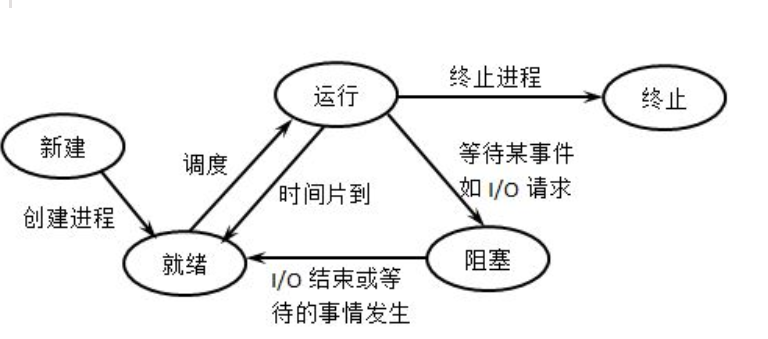 运行
终止进程
终止
新建
调度
等待某事件
如 I/O 请求
时间片到
创建进程
就绪
阻塞
I/O 结束或等
待的事情发生